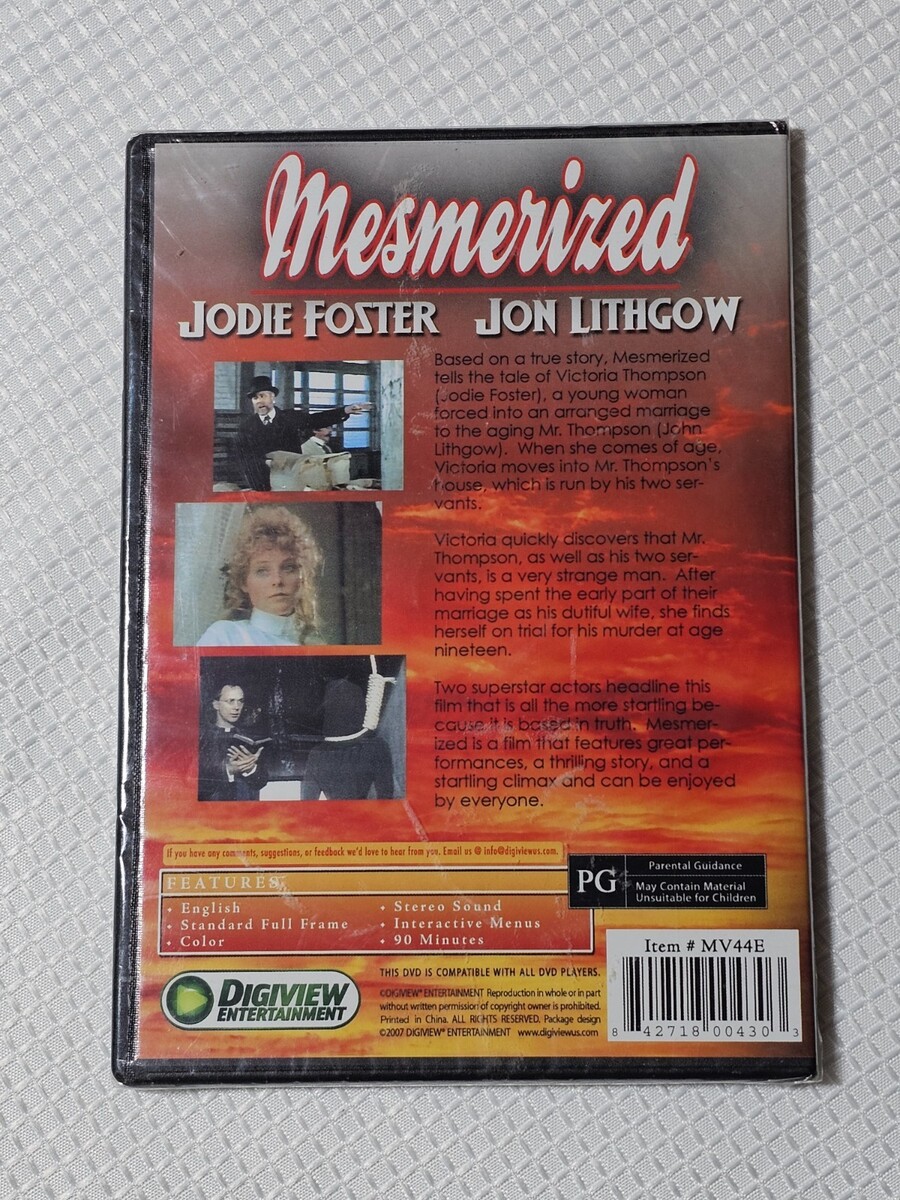 Mesmerized
JODIE FOSTER JON LITHGOW
Based on a true story, Mesmerized
tells the tale of Victoria Thompson
(Jodie Foster), a young woman
forced into an arranged marriage
to the aging Mr. Thompson (John
Lithgow). When she comes of age,
Victoria moves into Mr. Thompson's
house, which is run by his two ser-
vants.
Victoria quickly discovers that Mr.
Thompson, as well as his two ser-
vants, is a very strange man. After
having spent the early part of their
marriage as his dutiful wife, she finds
herself on trial for his murder at age
nineteen.
Two superstar actors headline this
film that is all the more startling be-
cause it is based in truth. Mesmer-
ized is a film that features great per-
formances, a thrilling story, and a
startling climax and can be enjoyed
by everyone.
If you have any comments, suggestions, or feedback we'd love to hear from you. Email us @ info@digiviewus.com.
FEATURES
• English
• Standard Full Frame
• Color
• Stereo Sound
• Interactive Menus
• 90 Minutes
PG
Parental Guidance
May Contain Material
Unsuitable for Children
DIGIVIEW
ENTERTAINMENT
THIS DVD IS COMPATIBLE WITH ALL DVD PLAYERS.
©DIGIVIEW® ENTERTAINMENT Reproduction in whole or in part
without written permission of copyright owner is prohibited.
Printed in China. ALL RIGHTS RESERVED. Package design
©2007 DIGIVIEW® ENTERTAINMENT www.digiviewus.com
Item # MV44E
8 42718 00430 3